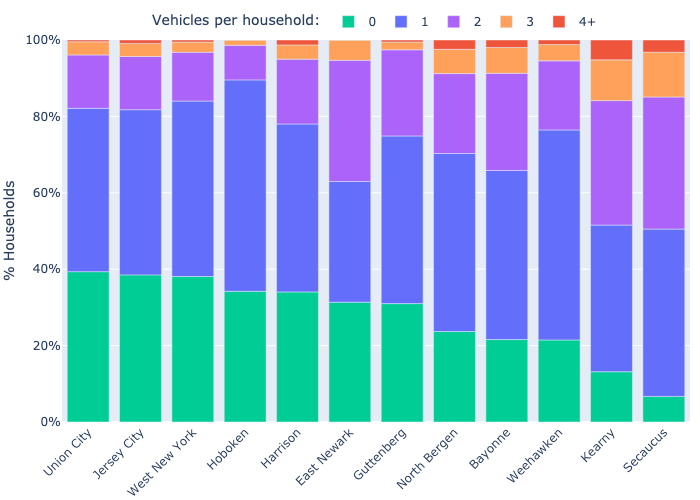 Vehicles per household: 0 1 2 3 4+
100%
80%
60%
40%
20%
0%
% Households
Union City
Jersey City
West New York
Hoboken
Harrison
East Newark
Guttenberg
North Bergen
Bayonne
Weehawken
Kearny
Secaucus